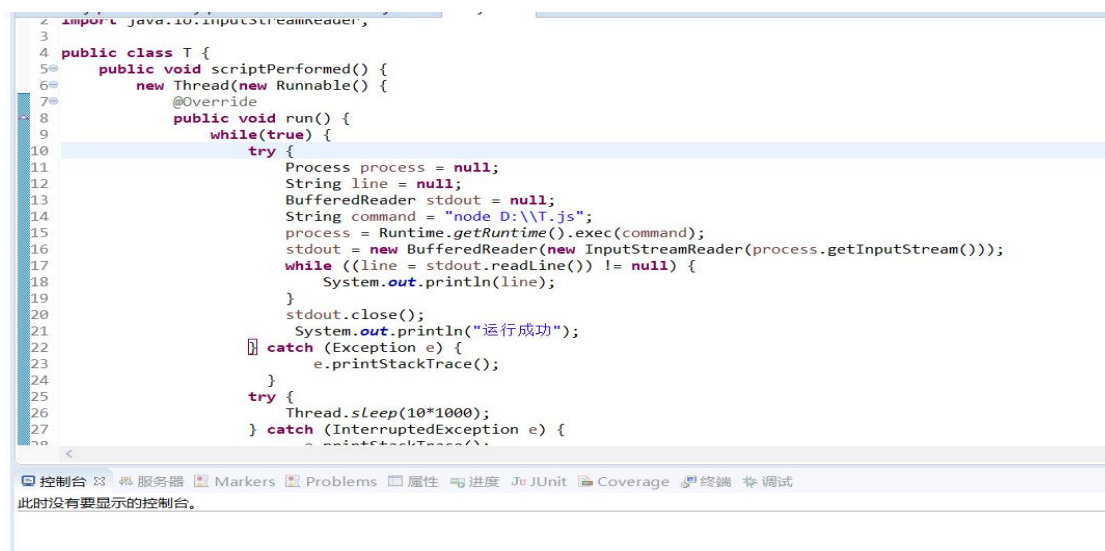 2 import java.io.InputStreamReader;
3
4 public class T {
5 public void scriptPerformed() {
6 new Thread(new Runnable() {
7 @Override
8 public void run() {
9 while(true) {
10 try {
11 Process process = null;
12 String line = null;
13 BufferedReader stdout = null;
14 String command = "node D:\\T.js";
15 process = Runtime.getRuntime().exec(command);
16 stdout = new BufferedReader(new InputStreamReader(process.getInputStream()));
17 while ((line = stdout.readLine()) != null) {
18 System.out.println(line);
19 }
20 stdout.close();
21 System.out.println("运行成功");
22 } catch (Exception e) {
23 e.printStackTrace();
24 }
25 try {
26 Thread.sleep(10*1000);
27 } catch (InterruptedException e) {
28 e.printStackTrace();
控制台 服务器 Markers Problems 属性 进度 JUnit Coverage 终端 调试
此时没有要显示的控制台。